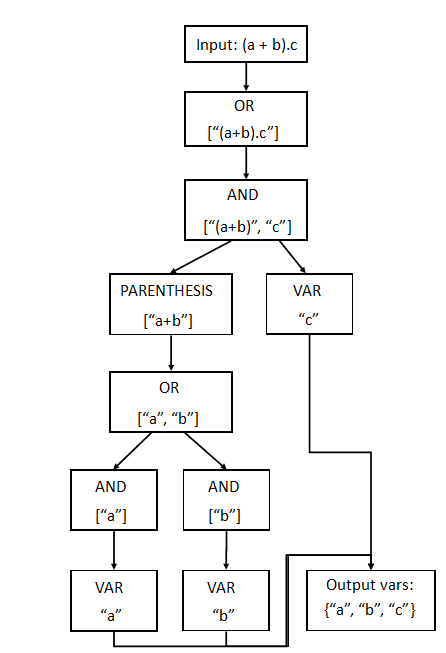 Input: (a + b).c
OR
[“(a+b).c”]
AND
[“(a+b)”, “c”]
PARENTHESIS
[“a+b”]
VAR
“c”
OR
[“a”, “b”]
AND
[“a”]
AND
[“b”]
VAR
“a”
VAR
“b”
Output vars:
{“a”, “b”, “c”}